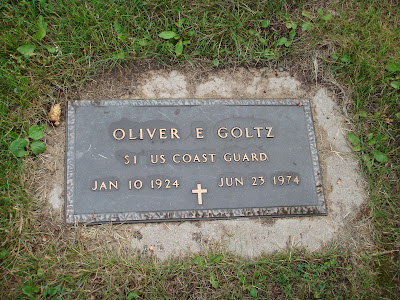 OLIVER E GOLTZ
S1 US COAST GUARD
JAN 10 1924 JUN 23 1974